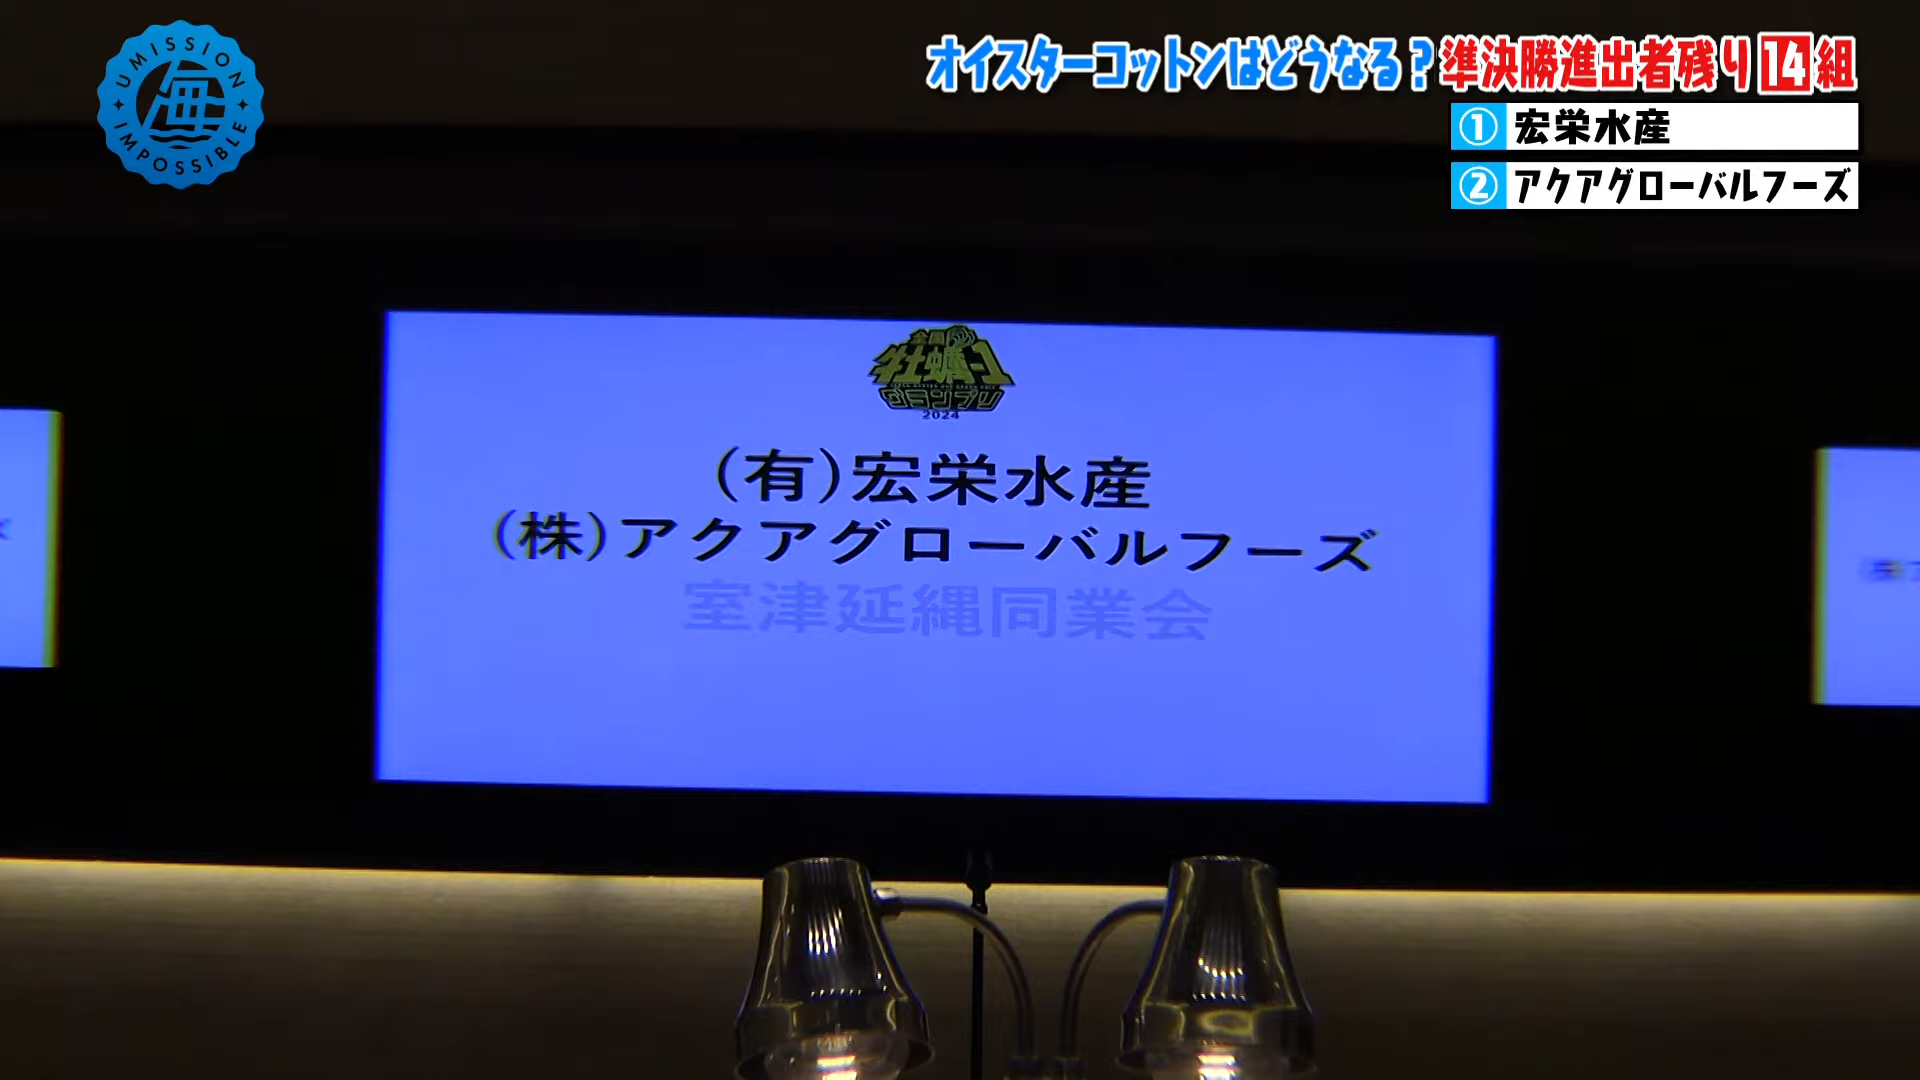 UMISSION IMPOSSIBLE
海
オイスターコットンはどうなる？準決勝進出者残り14組
① 宏栄水産
② アクアグローバルフーズ
全国
牡蠣-1
グランプリ
2024
(有)宏栄水産
(株)アクアグローバルフーズ
室津延縄同業会